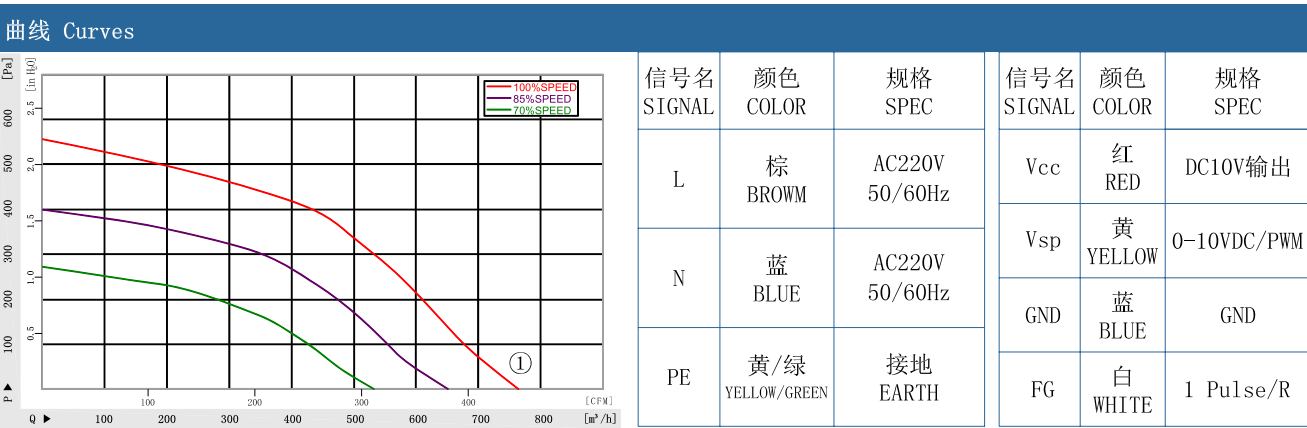 曲线 Curves
[Pa]
[in H₂O]
600
500
400
300
200
100
P ▲
2.5
2.0
1.5
1.0
0.5
100%SPEED
85%SPEED
70%SPEED
①
100 200 300 400 [CFM]
Q ▶ 100 200 300 400 500 600 700 800 [m³/h]
信号名 颜色 规格
SIGNAL COLOR SPEC
L 棕 AC220V
BROWM 50/60Hz
N 蓝 AC220V
BLUE 50/60Hz
PE 黄/绿 接地
YELLOW/GREEN EARTH
信号名 颜色 规格
SIGNAL COLOR SPEC
Vcc 红 DC10V输出
RED
Vsp 黄 0-10VDC/PWM
YELLOW
GND 蓝 GND
BLUE
FG 白 1 Pulse/R
WHITE